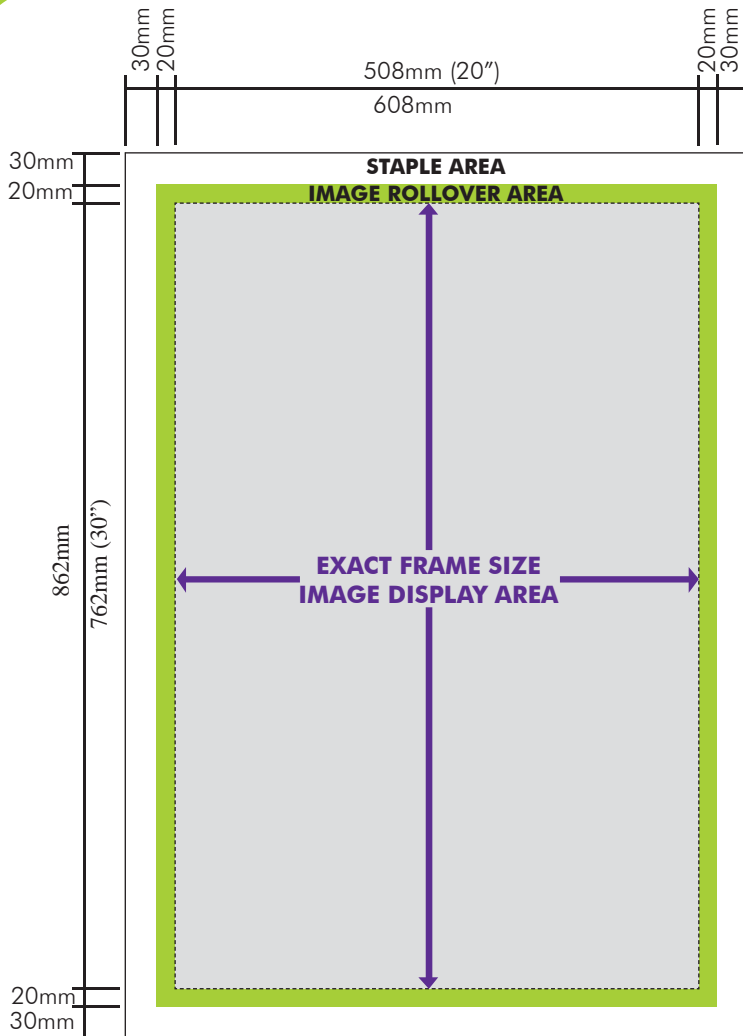 30mm
20mm
508mm (20″)
608mm
20mm
30mm
30mm
20mm
STAPLE AREA
IMAGE ROLLOVER AREA
862mm
762mm (30”)
EXACT FRAME SIZE
IMAGE DISPLAY AREA
20mm
30mm